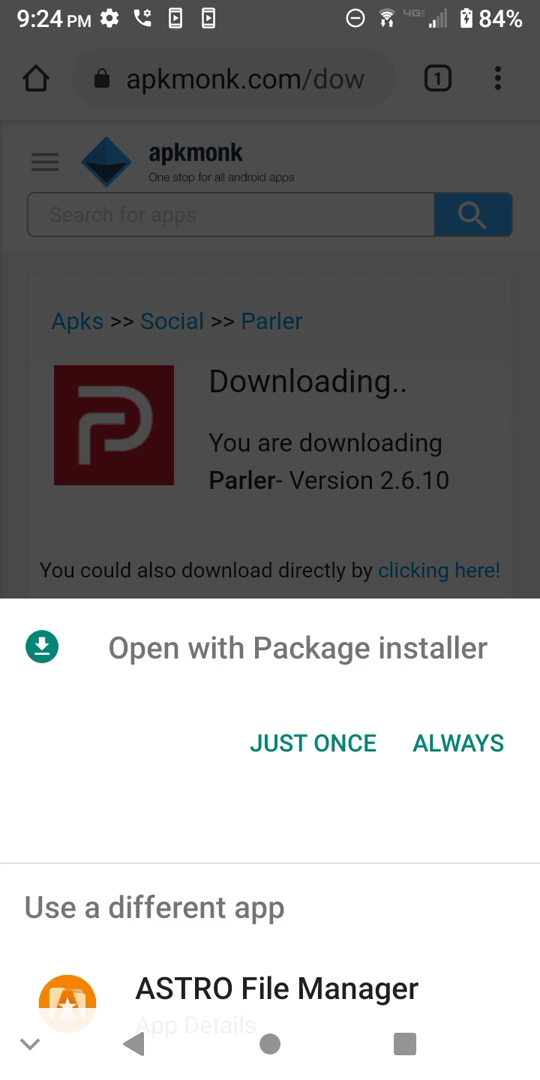 9:24 PM 4G 84%
apkmonk.com/dow 1
apkmonk
One stop for all android apps
Search for apps
Apks >> Social >> Parler
Downloading..
You are downloading
Parler- Version 2.6.10
You could also download directly by clicking here!
Open with Package installer
JUST ONCE ALWAYS
Use a different app
ASTRO File Manager
App Details